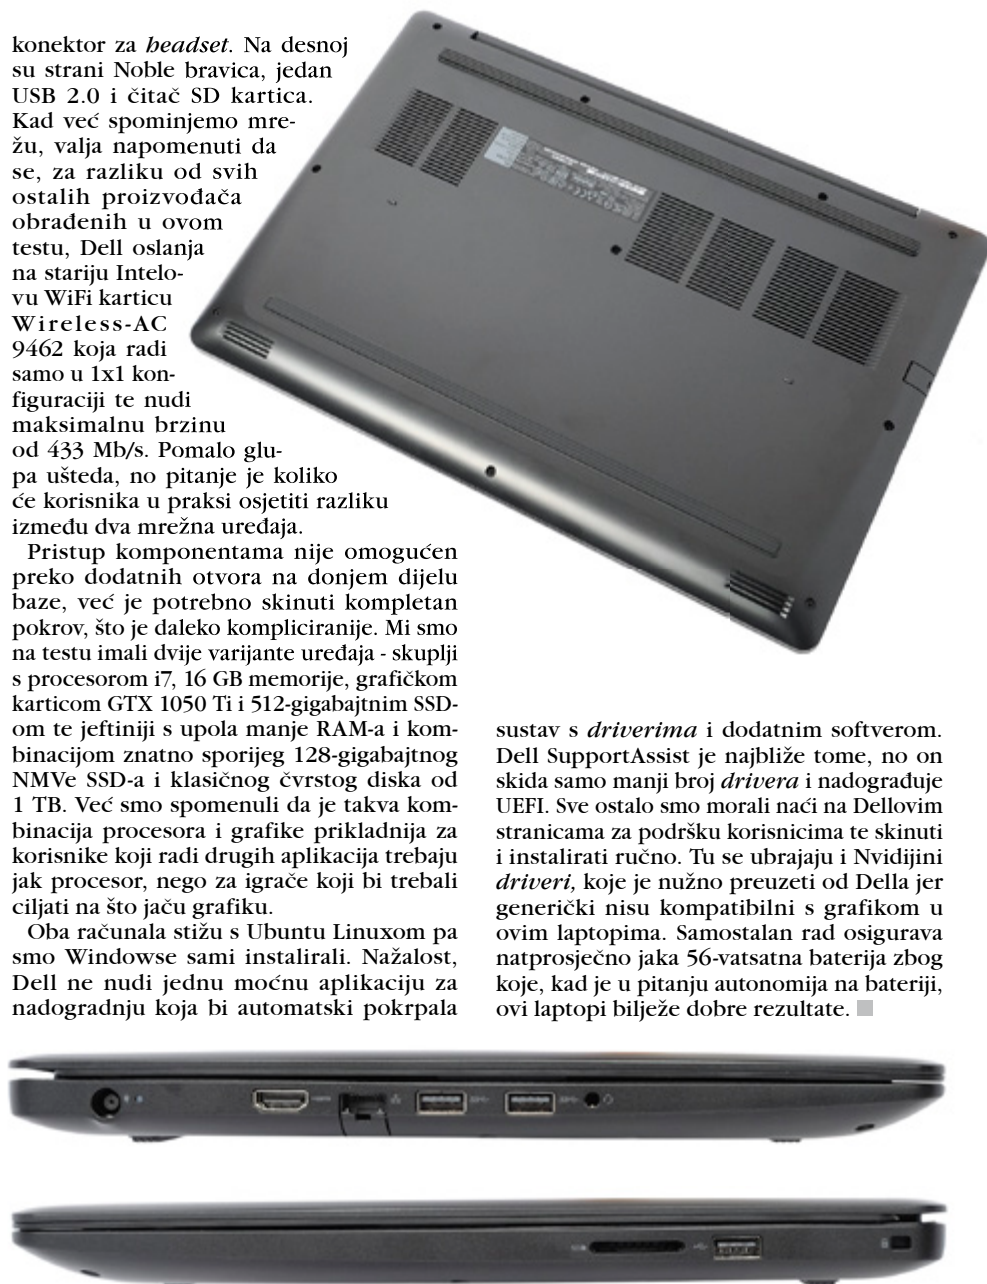 konektor za headset. Na desnoj
su strani Noble bravica, jedan
USB 2.0 i čitač SD kartica.
Kad već spominjemo mre-
žu, valja napomenuti da
se, za razliku od svih
ostalih proizvođača
obrađenih u ovom
testu, Dell oslanja
na stariju Intelo-
vu WiFi karticu
Wireless-AC
9462 koja radi
samo u 1x1 kon-
figuraciji te nudi
maksimalnu brzinu
od 433 Mb/s. Pomalo glu-
pa ušteda, no pitanje je koliko
će korisnika u praksi osjetiti razliku
između dva mrežna uređaja.
Pristup komponentama nije omogućen
preko dodatnih otvora na donjem dijelu
baze, već je potrebno skinuti kompletan
pokrov, što je daleko kompliciranije. Mi smo
na testu imali dvije varijante uređaja - skuplji
s procesorom i7, 16 GB memorije, grafičkom
karticom GTX 1050 Ti i 512-gigabajtnim SSD-
om te jeftiniji s upola manje RAM-a i kom-
binacijom znatno sporijeg 128-gigabajtnog
NMVe SSD-a i klasičnog čvrstog diska od
1 TB. Već smo spomenuli da je takva kom-
binacija procesora i grafike prikladnija za
korisnike koji radi drugih aplikacija trebaju
jak procesor, nego za igrače koji bi trebali
ciljati na što jaču grafiku.
Oba računala stižu s Ubuntu Linuxom pa
smo Windowse sami instalirali. Nažalost,
Dell ne nudi jednu moćnu aplikaciju za
nadogradnju koja bi automatski pokrpala
sustav s driverima i dodatnim softverom.
Dell SupportAssist je najbliže tome, no on
skida samo manji broj drivera i nadograđuje
UEFI. Sve ostalo smo morali naći na Dellovim
stranicama za podršku korisnicima te skinuti
i instalirati ručno. Tu se ubrajaju i Nvidijini
driveri, koje je nužno preuzeti od Della jer
generički nisu kompatibilni s grafikom u
ovim laptopima. Samostalan rad osigurava
natprosječno jaka 56-vatsatna baterija zbog
koje, kad je u pitanju autonomija na bateriji,
ovi laptopi bilježe dobre rezultate.